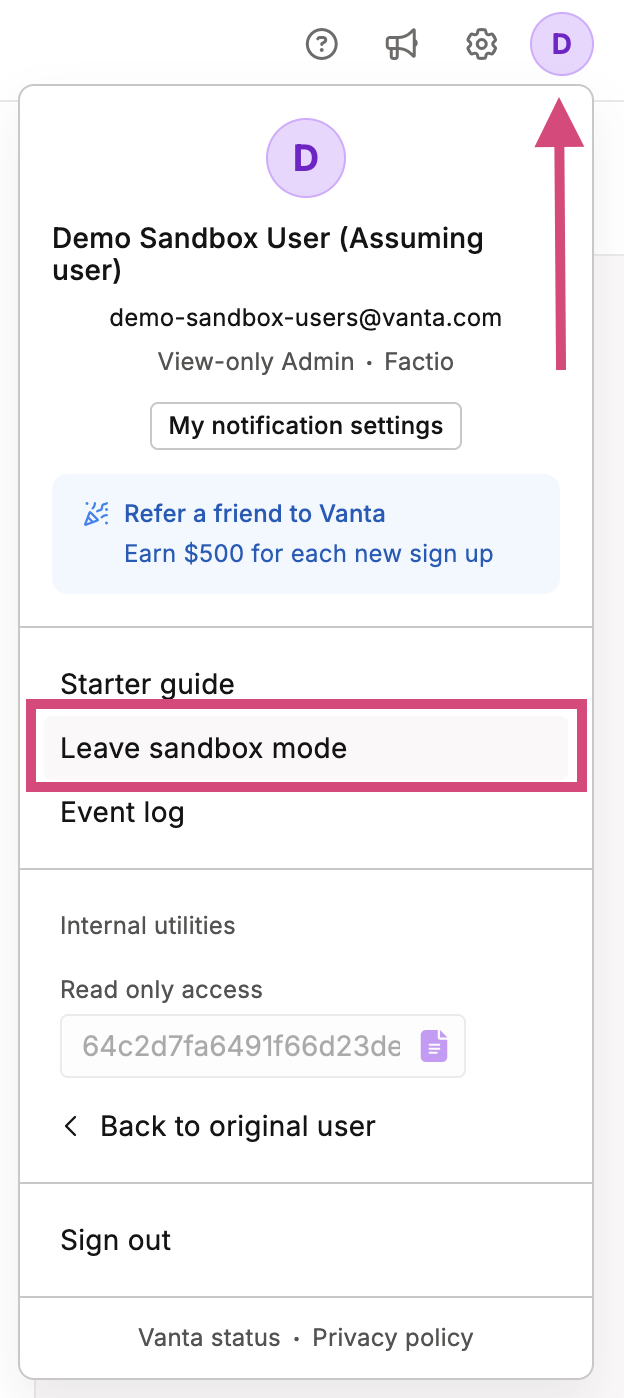 D
D
Demo Sandbox User (Assuming
user)
demo-sandbox-users@vanta.com
View-only Admin · Factio
My notification settings
Refer a friend to Vanta
Earn $500 for each new sign up
Starter guide
Leave sandbox mode
Event log
Internal utilities
Read only access
64c2d7fa6491f66d23de
Back to original user
Sign out
Vanta status · Privacy policy